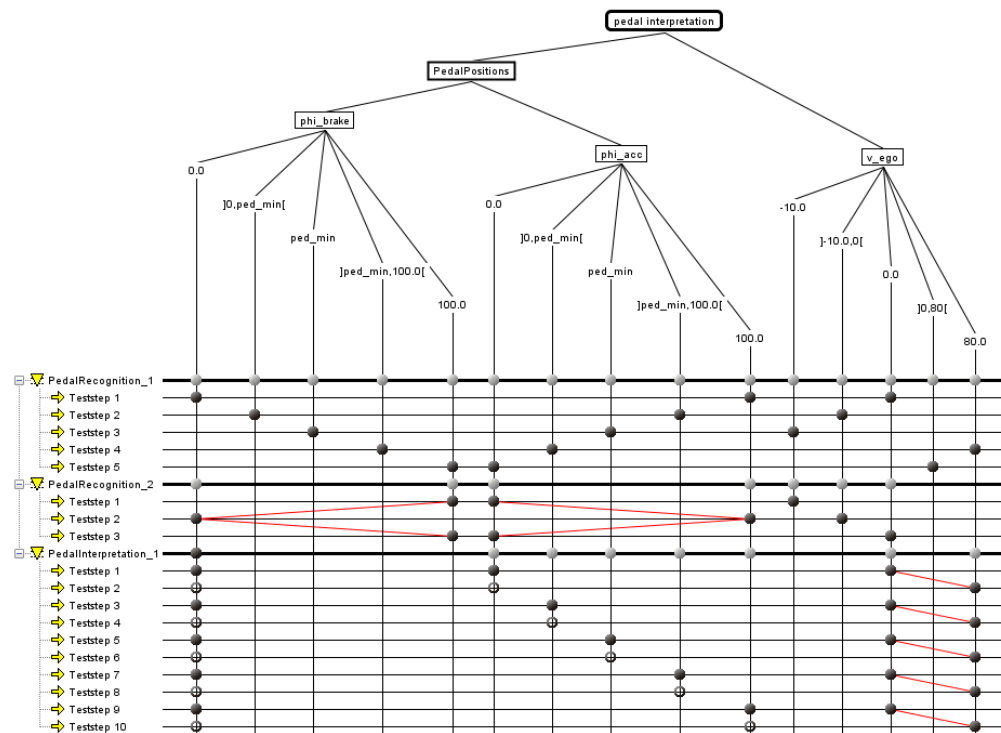 pedal interpretation
PedalPositions
phi_brake
phi_acc
v_ego
0.0
]0,ped_min[
ped_min
]ped_min,100.0[
100.0
0.0
]0,ped_min[
ped_min
]ped_min,100.0[
100.0
-10.0
]-10.0,0[
0.0
]0,80[
80.0
PedalRecognition_1
Teststep 1
Teststep 2
Teststep 3
Teststep 4
Teststep 5
PedalRecognition_2
Teststep 1
Teststep 2
Teststep 3
PedalInterpretation_1
Teststep 1
Teststep 2
Teststep 3
Teststep 4
Teststep 5
Teststep 6
Teststep 7
Teststep 8
Teststep 9
Teststep 10